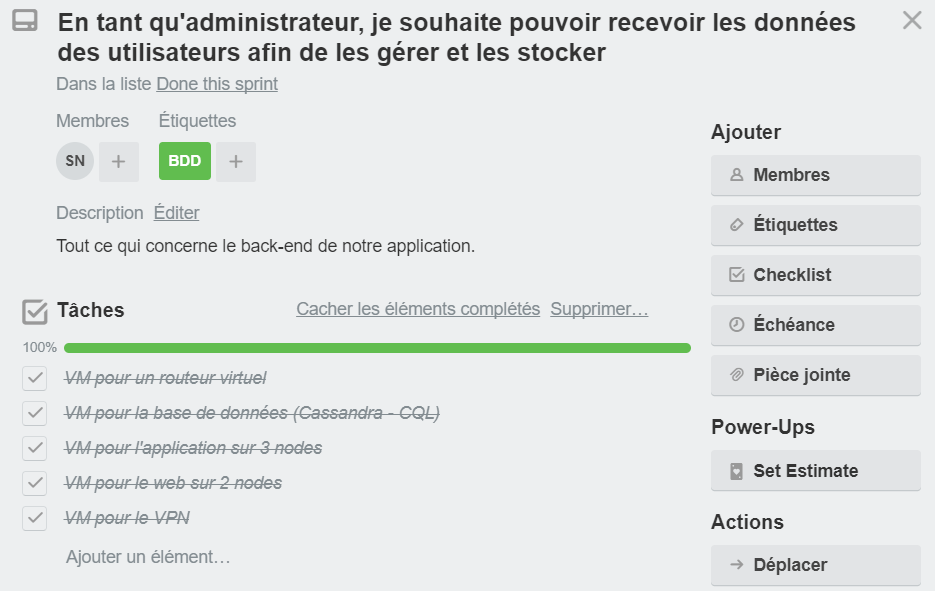 En tant qu'administrateur, je souhaite pouvoir recevoir les données
des utilisateurs afin de les gérer et les stocker
Dans la liste Done this sprint
Membres Étiquettes
SN + BDD +
Description Éditer
Tout ce qui concerne le back-end de notre application.
Tâches Cacher les éléments complétés Supprimer…
100%
VM pour un routeur virtuel
VM pour la base de données (Cassandra - CQL)
VM pour l'application sur 3 nodes
VM pour le web sur 2 nodes
VM pour le VPN
Ajouter un élément…
Ajouter
Membres
Étiquettes
Checklist
Échéance
Pièce jointe
Power-Ups
Set Estimate
Actions
Déplacer